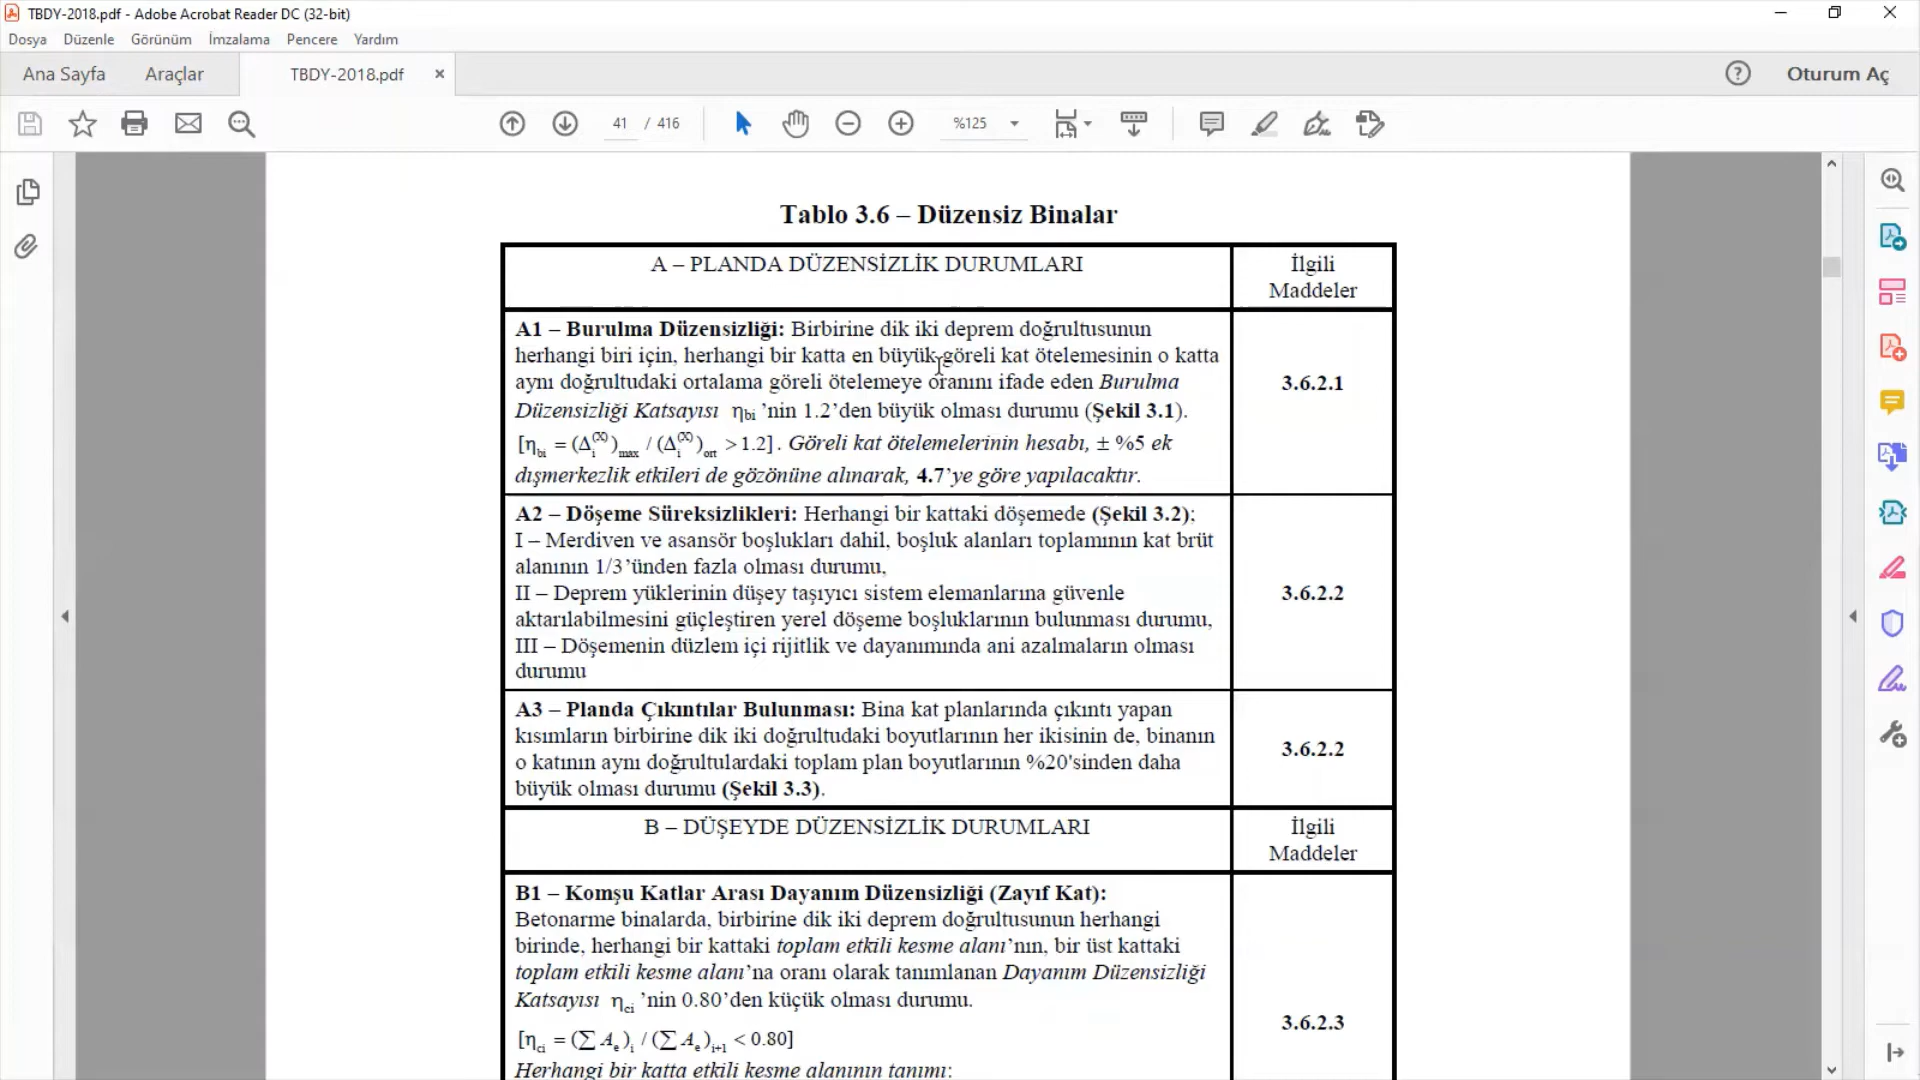 TBDY-2018.pdf - Adobe Acrobat Reader DC (32-bit)
Dosya Düzenle Görünüm İmzalama Pencere Yardım
Ana Sayfa Araçlar TBDY-2018.pdf × Oturum Aç
41 / 416 %125
Tablo 3.6 – Düzensiz Binalar
A – PLANDA DÜZENSİZLİK DURUMLARI
İlgili
Maddeler
A1 – Burulma Düzensizliği: Birbirine dik iki deprem doğrultusunun
herhangi biri için, herhangi bir katta en büyük göreli kat ötelemesinin o katta
aynı doğrultudaki ortalama göreli ötelemeye oranını ifade eden Burulma
Düzensizliği Katsayısı ηbi ’nin 1.2’den büyük olması durumu (Şekil 3.1).
[ηbi = (Δi(X))max / (Δi(X))ort > 1.2]. Göreli kat ötelemelerinin hesabı, ± %5 ek
dışmerkezlik etkileri de gözönüne alınarak, 4.7’ye göre yapılacaktır.
3.6.2.1
A2 – Döşeme Süreksizlikleri: Herhangi bir kattaki döşemede (Şekil 3.2);
I – Merdiven ve asansör boşlukları dahil, boşluk alanları toplamının kat brüt
alanının 1/3’ünden fazla olması durumu,
II – Deprem yüklerinin düşey taşıyıcı sistem elemanlarına güvenle
aktarılabilmesini güçleştiren yerel döşeme boşluklarının bulunması durumu,
III – Döşemenin düzlem içi rijitlik ve dayanımında ani azalmaların olması
durumu
3.6.2.2
A3 – Planda Çıkıntılar Bulunması: Bina kat planlarında çıkıntı yapan
kısımların birbirine dik iki doğrultudaki boyutlarının her ikisinin de, binanın
o katının aynı doğrultulardaki toplam plan boyutlarının %20'sinden daha
büyük olması durumu (Şekil 3.3).
3.6.2.2
B – DÜŞEYDE DÜZENSİZLİK DURUMLARI
İlgili
Maddeler
B1 – Komşu Katlar Arası Dayanım Düzensizliği (Zayıf Kat):
Betonarme binalarda, birbirine dik iki deprem doğrultusunun herhangi
birinde, herhangi bir kattaki toplam etkili kesme alanı’nın, bir üst kattaki
toplam etkili kesme alanı’na oranı olarak tanımlanan Dayanım Düzensizliği
Katsayısı ηci ’nin 0.80’den küçük olması durumu.
[ηci = (∑ Ae)i / (∑ Ae)i+1 < 0.80]
Herhangi bir katta etkili kesme alanının tanımı:
3.6.2.3